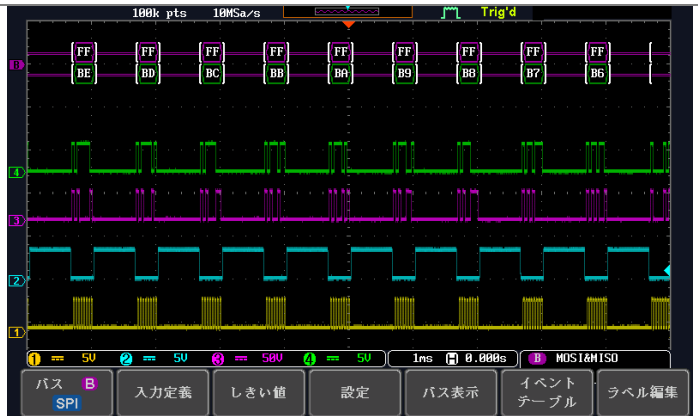 100k pts 10MSa/s Trig'd
FF FF FF FF FF FF FF FF FF
B
BE BD BC BB BA B9 B8 B7 B6
4
3
2
1
1 5V 2 5V 3 50V 4 5V 1ms H 0.000s B MOSI&MISO
バス B 入力定義 しきい値 設定 バス表示 イベント ラベル編集
SPI テーブル